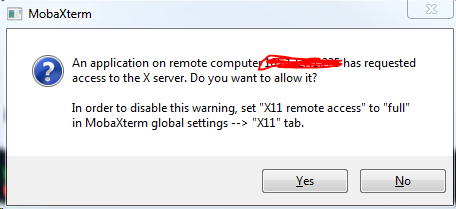 MobaXterm
An application on remote computer has requested
access to the X server. Do you want to allow it?
In order to disable this warning, set "X11 remote access" to "full"
in MobaXterm global settings --> "X11" tab.
Yes
No